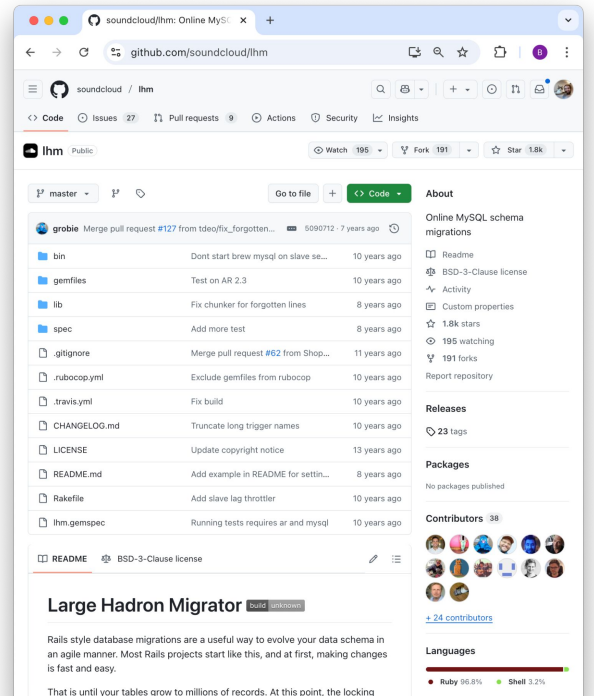 soundcloud/lhm: Online MySC
github.com/soundcloud/lhm
B
soundcloud / lhm
Code
Issues 27
Pull requests 9
Actions
Security
Insights
lhm Public
Watch 195
Fork 191
Star 1.8k
master
Go to file
Code
grobie Merge pull request #127 from tdeo/fix_forgotten... 5090712 · 7 years ago
bin Dont start brew mysql on slave se... 10 years ago
gemfiles Test on AR 2.3 10 years ago
lib Fix chunker for forgotten lines 8 years ago
spec Add more test 8 years ago
.gitignore Merge pull request #62 from Shop... 11 years ago
.rubocop.yml Exclude gemfiles from rubocop 10 years ago
.travis.yml Fix build 10 years ago
CHANGELOG.md Truncate long trigger names 10 years ago
LICENSE Update copyright notice 13 years ago
README.md Add example in README for settin... 8 years ago
Rakefile Add slave lag throttler 10 years ago
lhm.gemspec Running tests requires ar and mysql 10 years ago
README
BSD-3-Clause license
Large Hadron Migrator build unknown
Rails style database migrations are a useful way to evolve your data schema in
an agile manner. Most Rails projects start like this, and at first, making changes
is fast and easy.
That is until your tables grow to millions of records. At this point, the locking
About
Online MySQL schema
migrations
Readme
BSD-3-Clause license
Activity
Custom properties
1.8k stars
195 watching
191 forks
Report repository
Releases
23 tags
Packages
No packages published
Contributors 38
+ 24 contributors
Languages
Ruby 96.8%
Shell 3.2%